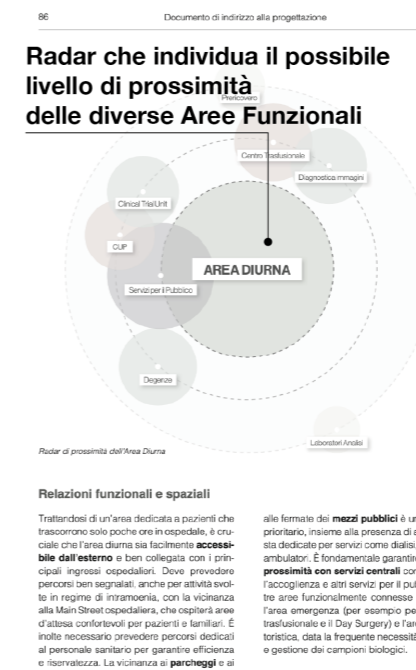 86
Documento di indirizzo alla progettazione
Radar che individua il possibile
livello di prossimità
delle diverse Aree Funzionali
Prericovero
Centro Trasfusionale
Diagnostica Immagini
Clinical Trial Unit
CUP
AREA DIURNA
Servizi per il Pubblico
Degenze
Laboratori Analisi
Radar di prossimità dell'Area Diurna
Relazioni funzionali e spaziali
Trattandosi di un'area dedicata a pazienti che
trascorrono solo poche ore in ospedale, è cru-
ciale che l'area diurna sia facilmente accessi-
bile dall'esterno e ben collegata con i prin-
cipali ingressi ospedalieri. Deve prevedere
percorsi ben segnalati, anche per attività svol-
te in regime di intramoenia, con la vicinanza
alla Main Street ospedaliera, che ospiterà aree
d'attesa confortevoli per pazienti e familiari. È
inoltre necessario prevedere percorsi dedicati
al personale sanitario per garantire efficienza
e riservatezza. La vicinanza ai parcheggi e ai
alle fermate dei mezzi pubblici è un
prioritario, insieme alla presenza di a
sta dedicate per servizi come dialisi,
ambulatori. È fondamentale garantire
prossimità con servizi centrali com
l'accoglienza e altri servizi per il pub
tre aree funzionalmente connesse
l'area emergenza (per esempio per
trasfusionale e il Day Surgery) e l'are
toristica, data la frequente necessità
e gestione dei campioni biologici.